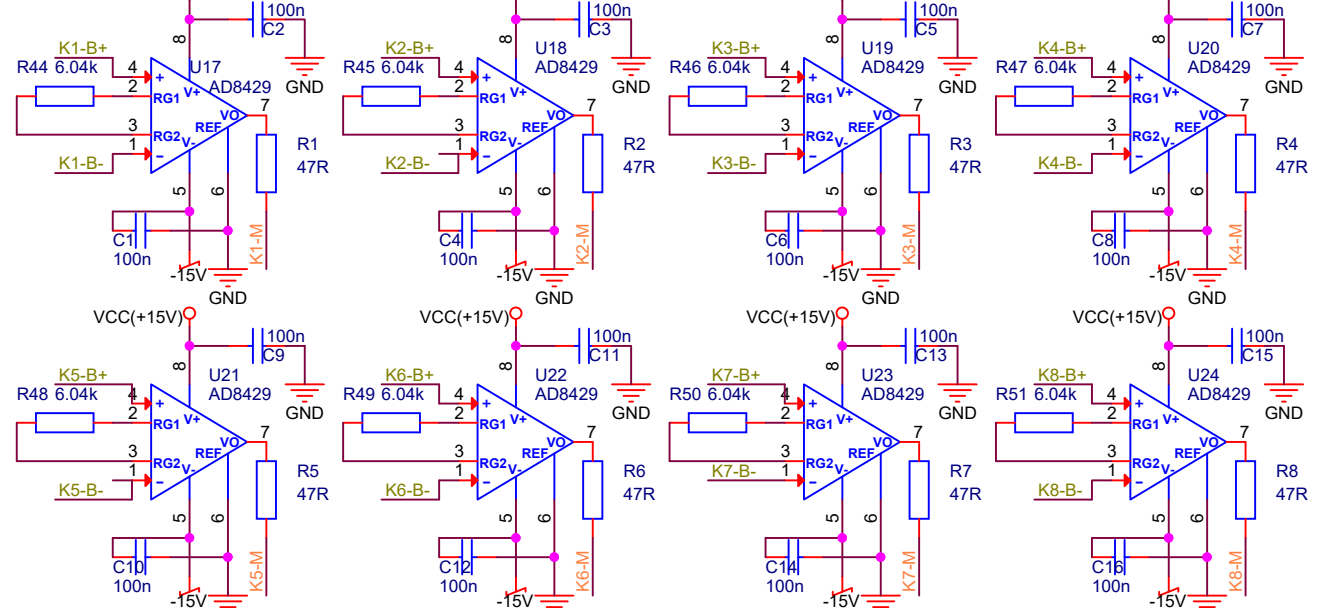 100n 100n 100n 100n
C2 C3 C5 C7
K1-B+ 8 K2-B+ 8 K3-B+ 8 K4-B+ 8
U17 U18 U19 U20
R44 6.04k 4 + AD8429 GND R45 6.04k 4 + AD8429 GND R46 6.04k 4 + AD8429 GND R47 6.04k 4 + AD8429 GND
2 RG1 V+ VO 7 2 RG1 V+ VO 7 2 RG1 V+ VO 7 2 RG1 V+ VO 7
3 RG2 REF 3 RG2 REF 3 RG2 REF 3 RG2 REF
1 - V- R1 1 - V- R2 1 - V- R3 1 - V- R4
K1-B- 47R K2-B- 47R K3-B- 47R K4-B- 47R
5 6 5 6 5 6 5 6
C1 K1-M C4 K2-M C6 K3-M C8 K4-M
100n 100n 100n 100n
-15V -15V -15V -15V
GND GND GND GND
VCC(+15V) VCC(+15V) VCC(+15V) VCC(+15V)
100n 100n 100n 100n
C9 C11 C13 C15
K5-B+ 8 K6-B+ 8 K7-B+ 8 K8-B+ 8
U21 U22 U23 U24
R48 6.04k 4 + AD8429 GND R49 6.04k 4 + AD8429 GND R50 6.04k 4 + AD8429 GND R51 6.04k 4 + AD8429 GND
2 RG1 V+ VO 7 2 RG1 V+ VO 7 2 RG1 V+ VO 7 2 RG1 V+ VO 7
3 RG2 REF 3 RG2 REF 3 RG2 REF 3 RG2 REF
1 - V- R5 1 - V- R6 1 - V- R7 1 - V- R8
K5-B- 47R K6-B- 47R K7-B- 47R K8-B- 47R
5 6 5 6 5 6 5 6
C10 K5-M C12 K6-M C14 K7-M C16 K8-M
100n 100n 100n 100n
-15V -15V -15V -15V